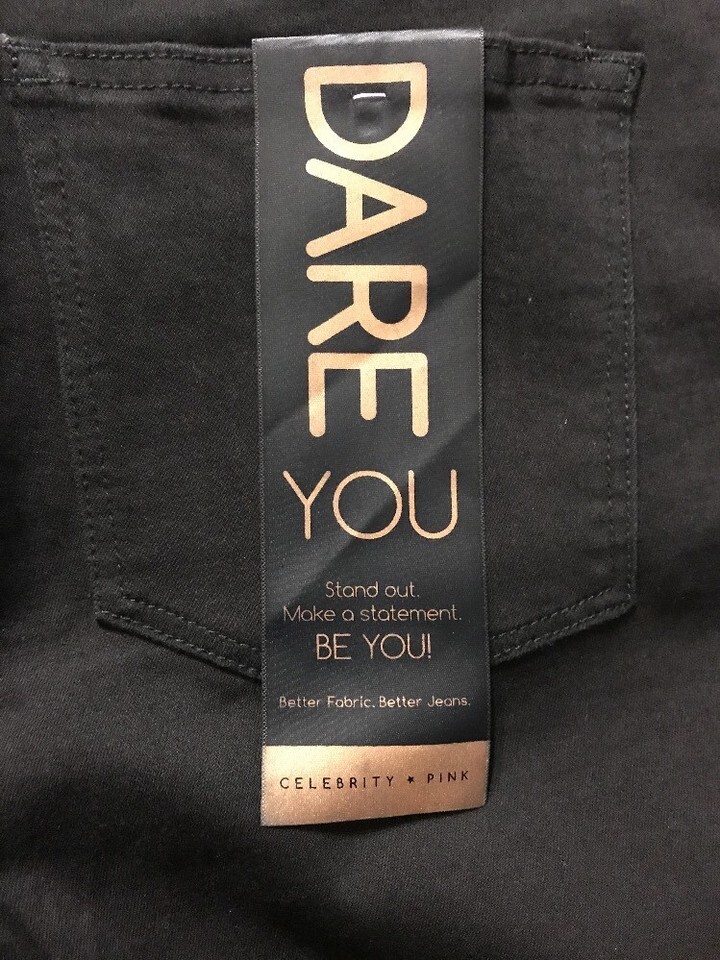 DARE
YOU
Stand out.
Make a statement.
BE YOU!
Better Fabric. Better Jeans.
CELEBRITY ★ PINK